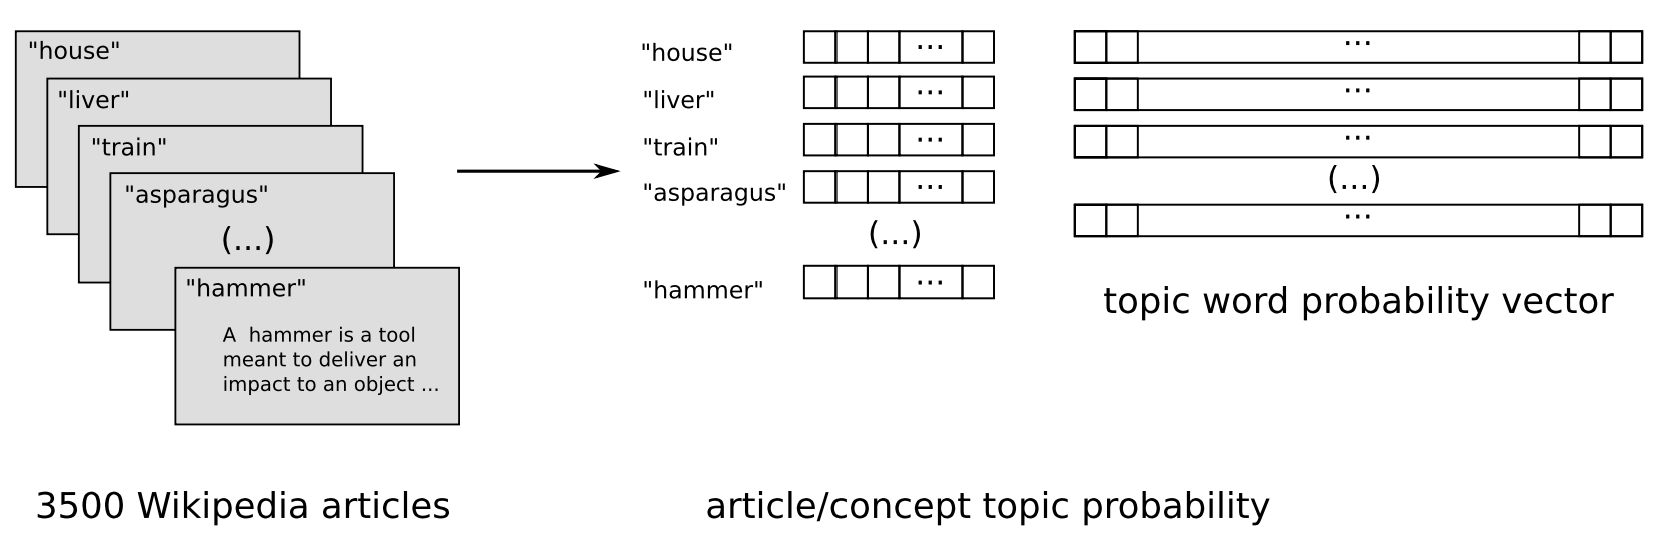 "house"
"liver"
"train"
"asparagus"
(...)
"hammer"
A hammer is a tool
meant to deliver an
impact to an object ...
3500 Wikipedia articles
"house" ...
"liver" ...
"train" ...
"asparagus" ...
(...)
"hammer" ...
article/concept topic probability
...
...
...
(...)
...
topic word probability vector